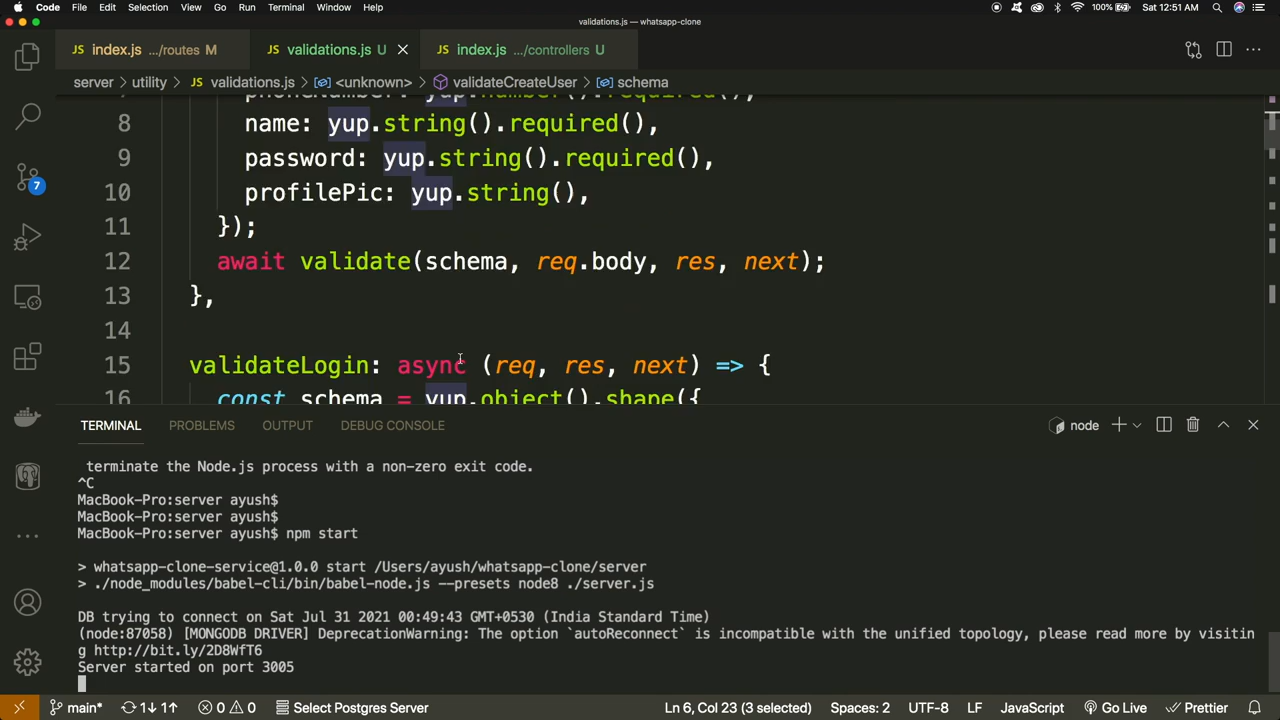 Code File Edit Selection View Go Run Terminal Window Help 100% Sat 12:51 AM
validations.js — whatsapp-clone
JS index.js .../routes M JS validations.js U JS index.js .../controllers U
server > utility > JS validations.js > <unknown> > validateCreateUser > schema
phoneNumber: yup.number().required(),
8 name: yup.string().required(),
9 password: yup.string().required(),
10 profilePic: yup.string(),
11 });
12 await validate(schema, req.body, res, next);
13 },
14
15 validateLogin: async (req, res, next) => {
16 const schema = yup.object().shape({
7
TERMINAL PROBLEMS OUTPUT DEBUG CONSOLE node
terminate the Node.js process with a non-zero exit code.
^C
MacBook-Pro:server ayush$
MacBook-Pro:server ayush$
MacBook-Pro:server ayush$ npm start
> whatsapp-clone-service@1.0.0 start /Users/ayush/whatsapp-clone/server
> ./node_modules/babel-cli/bin/babel-node.js --presets node8 ./server.js
DB trying to connect on Sat Jul 31 2021 00:49:43 GMT+0530 (India Standard Time)
(node:87058) [MONGODB DRIVER] DeprecationWarning: The option `autoReconnect` is incompatible with the unified topology, please read more by visitin
g http://bit.ly/2D8WfT6
Server started on port 3005
main* 1↓ 1↑ 0 0 Select Postgres Server Ln 6, Col 23 (3 selected) Spaces: 2 UTF-8 LF JavaScript Go Live Prettier